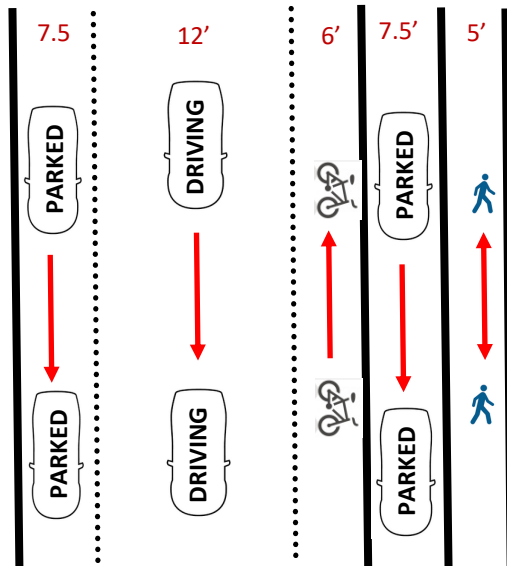 7.5
12’
6’
7.5’
5’
PARKED
DRIVING
PARKED
PARKED
DRIVING
PARKED